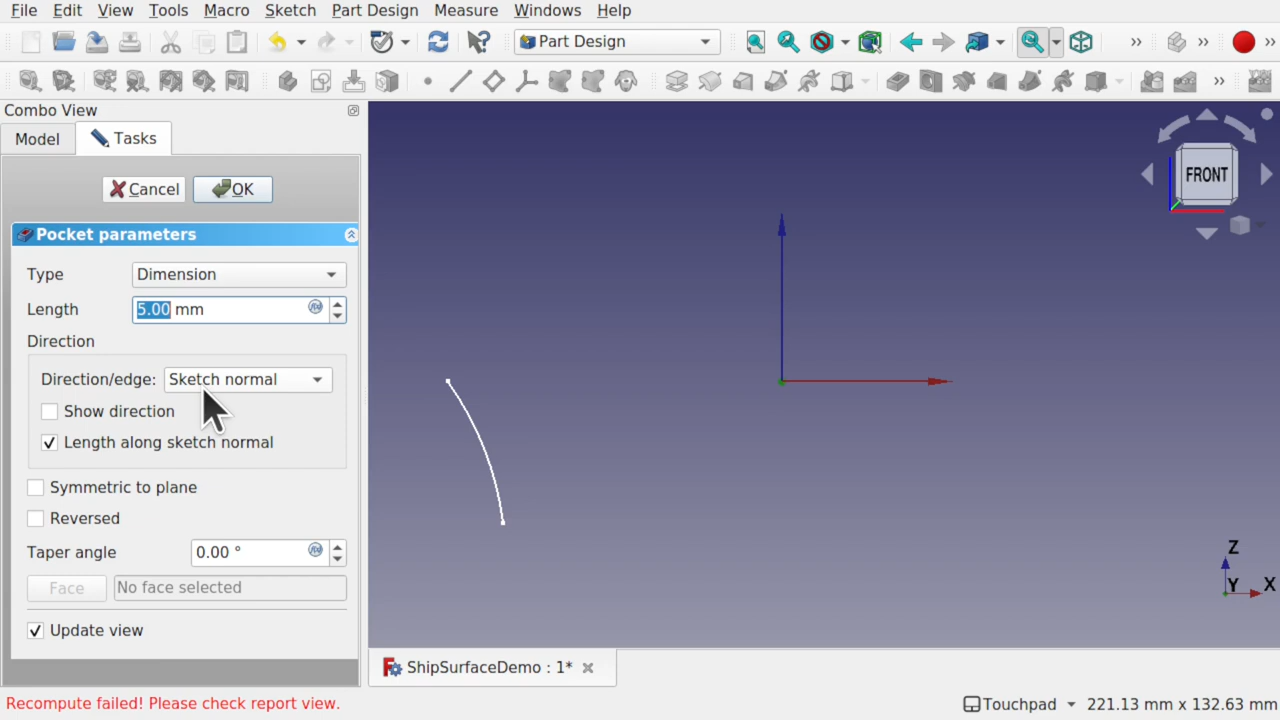 File Edit View Tools Macro Sketch Part Design Measure Windows Help
Part Design
Combo View
Model Tasks
Cancel OK
Pocket parameters
Type Dimension
Length 5.00 mm
Direction
Direction/edge: Sketch normal
Show direction
Length along sketch normal
Symmetric to plane
Reversed
Taper angle 0.00 °
Face No face selected
Update view
FRONT
Z
Y X
ShipSurfaceDemo : 1*
Recompute failed! Please check report view. Touchpad 221.13 mm x 132.63 mm